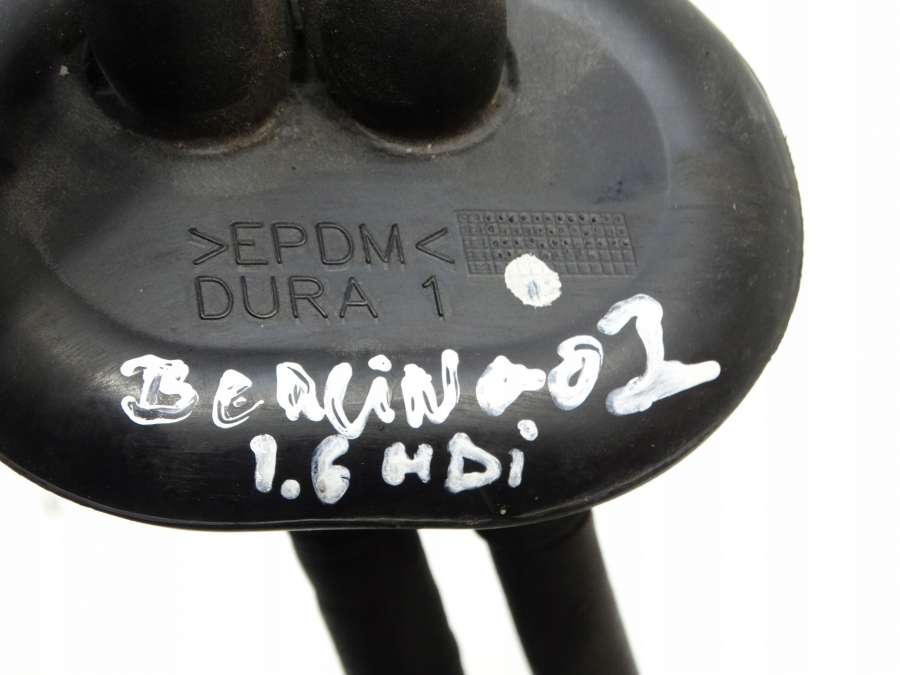 >EPDM<
DURA 1
BERLINGO 02
1.6 HDi